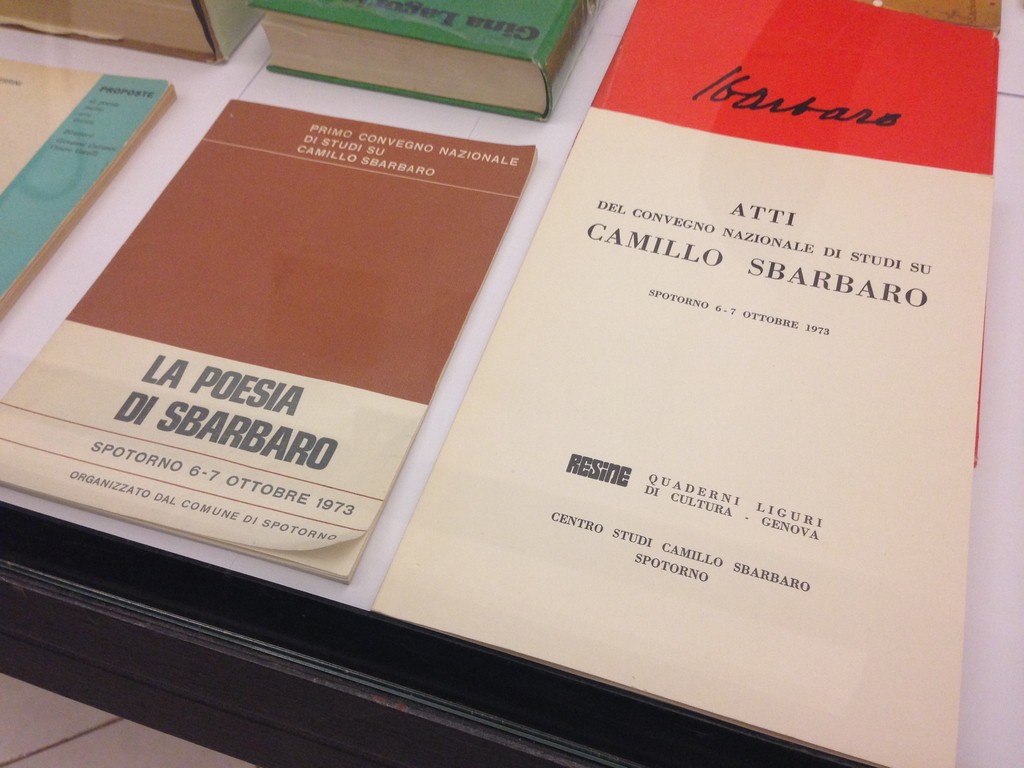 Gina Lagorio
PROPOSTE
PRIMO CONVEGNO NAZIONALE
DI STUDI SU
CAMILLO SBARBARO
LA POESIA
DI SBARBARO
SPOTORNO 6-7 OTTOBRE 1973
ORGANIZZATO DAL COMUNE DI SPOTORNO
Sbarbaro
ATTI
DEL CONVEGNO NAZIONALE DI STUDI SU
CAMILLO SBARBARO
SPOTORNO 6-7 OTTOBRE 1973
RESINE
QUADERNI LIGURI
DI CULTURA - GENOVA
CENTRO STUDI CAMILLO SBARBARO
SPOTORNO